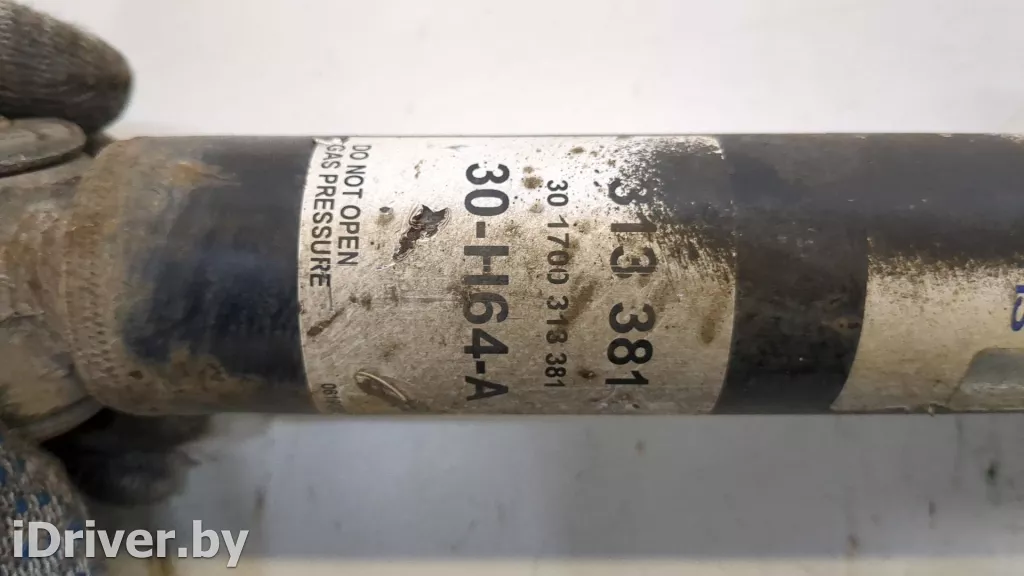 313 381
30 1700 313 381
30-H64-A
DO NOT OPEN
GAS PRESSURE
iDriver.by